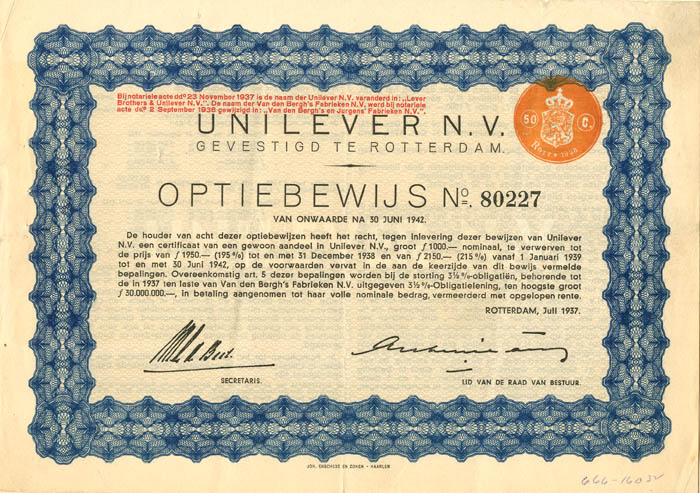 Bij notariele acte ddº 23 November 1937 is de naam der Unilever N.V. veranderd in: „Lever
Brothers & Unilever N.V.". De naam der Van den Bergh's Fabrieken N.V. werd bij notariele
acte ddº 2 September 1938 gewijzigd in: „Van den Bergh's en Jurgens' Fabrieken N.V.".
50 C.
UNILEVER N.V.
GEVESTIGD TE ROTTERDAM.
OPTIEBEWIJS Nº. 80227
VAN ONWAARDE NA 30 JUNI 1942.
De houder van acht dezer optiebewijzen heeft het recht, tegen inlevering dezer bewijzen van Unilever
N.V. een certificaat van een gewoon aandeel in Unilever N.V., groot ƒ 1000.— nominaal, te verwerven tot
de prijs van ƒ 1950.— (195 %) tot en met 31 December 1938 en van ƒ 2150.— (215 %) vanaf 1 Januari 1939
tot en met 30 Juni 1942, op de voorwaarden vervat in de aan de keerzijde van dit bewijs vermelde
bepalingen. Overeenkomstig art. 5 dezer bepalingen worden bij de storting 3½ %-obligatiën, behorende tot
de in 1937 ten laste van Van den Bergh's Fabrieken N.V. uitgegeven 3½ %-Obligatielening, ten hoogste groot
ƒ 30.000.000.—, in betaling aangenomen tot haar volle nominale bedrag, vermeerderd met opgelopen rente.
ROTTERDAM, Juli 1937.
SECRETARIS.
LID VAN DE RAAD VAN BESTUUR.
JOH. ENSCHEDÉ EN ZONEN - HAARLEM